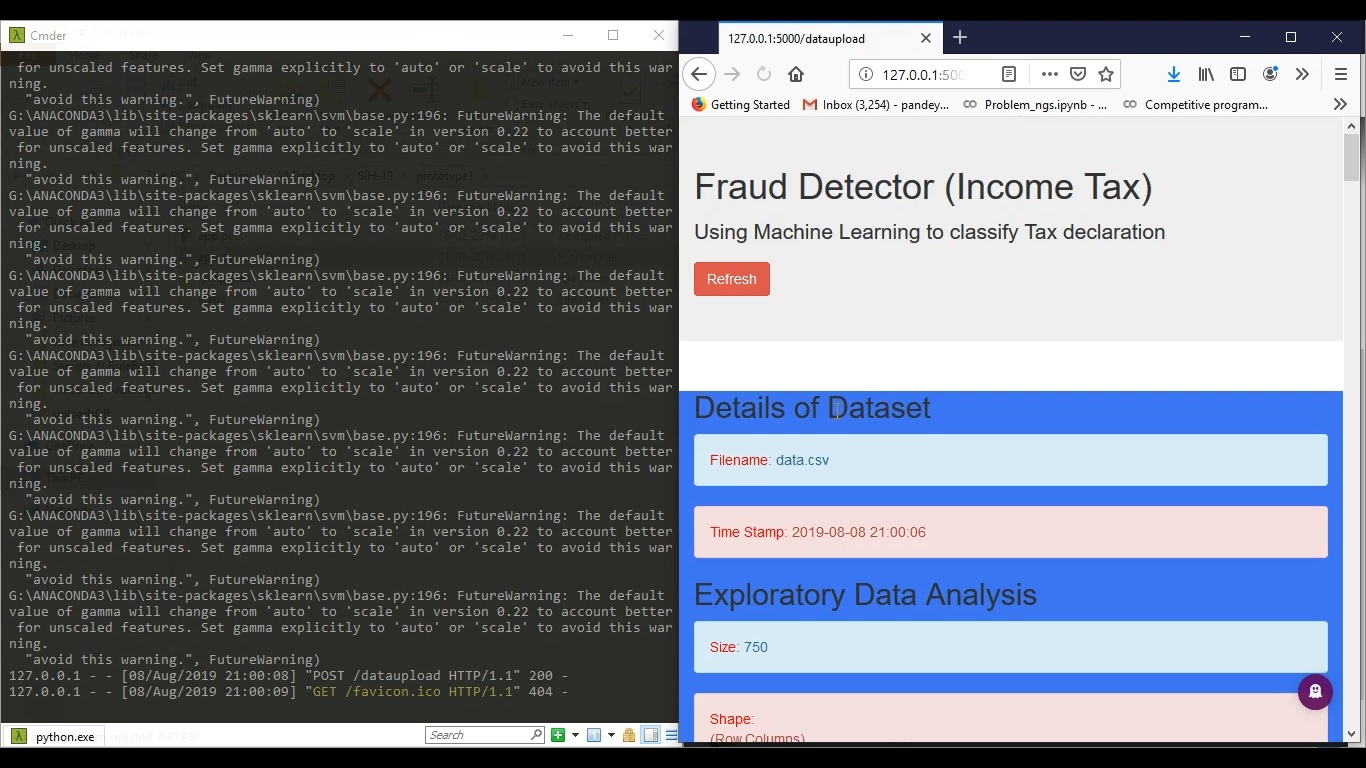 Cmder
for unscaled features. Set gamma explicitly to 'auto' or 'scale' to avoid this war
ning.
"avoid this warning.", FutureWarning)
G:\ANACONDA3\lib\site-packages\sklearn\svm\base.py:196: FutureWarning: The default
value of gamma will change from 'auto' to 'scale' in version 0.22 to account better
for unscaled features. Set gamma explicitly to 'auto' or 'scale' to avoid this war
ning.
"avoid this warning.", FutureWarning)
G:\ANACONDA3\lib\site-packages\sklearn\svm\base.py:196: FutureWarning: The default
value of gamma will change from 'auto' to 'scale' in version 0.22 to account better
for unscaled features. Set gamma explicitly to 'auto' or 'scale' to avoid this war
ning.
"avoid this warning.", FutureWarning)
G:\ANACONDA3\lib\site-packages\sklearn\svm\base.py:196: FutureWarning: The default
value of gamma will change from 'auto' to 'scale' in version 0.22 to account better
for unscaled features. Set gamma explicitly to 'auto' or 'scale' to avoid this war
ning.
"avoid this warning.", FutureWarning)
G:\ANACONDA3\lib\site-packages\sklearn\svm\base.py:196: FutureWarning: The default
value of gamma will change from 'auto' to 'scale' in version 0.22 to account better
for unscaled features. Set gamma explicitly to 'auto' or 'scale' to avoid this war
ning.
"avoid this warning.", FutureWarning)
G:\ANACONDA3\lib\site-packages\sklearn\svm\base.py:196: FutureWarning: The default
value of gamma will change from 'auto' to 'scale' in version 0.22 to account better
for unscaled features. Set gamma explicitly to 'auto' or 'scale' to avoid this war
ning.
"avoid this warning.", FutureWarning)
G:\ANACONDA3\lib\site-packages\sklearn\svm\base.py:196: FutureWarning: The default
value of gamma will change from 'auto' to 'scale' in version 0.22 to account better
for unscaled features. Set gamma explicitly to 'auto' or 'scale' to avoid this war
ning.
"avoid this warning.", FutureWarning)
G:\ANACONDA3\lib\site-packages\sklearn\svm\base.py:196: FutureWarning: The default
value of gamma will change from 'auto' to 'scale' in version 0.22 to account better
for unscaled features. Set gamma explicitly to 'auto' or 'scale' to avoid this war
ning.
"avoid this warning.", FutureWarning)
127.0.0.1 - - [08/Aug/2019 21:00:08] "POST /dataupload HTTP/1.1" 200 -
127.0.0.1 - - [08/Aug/2019 21:00:09] "GET /favicon.ico HTTP/1.1" 404 -
python.exe
Search
127.0.0.1:5000/dataupload
127.0.0.1:500
Getting Started
Inbox (3,254) - pandey...
Problem_ngs.ipynb - ...
Competitive program...
Fraud Detector (Income Tax)
Using Machine Learning to classify Tax declaration
Refresh
Details of Dataset
Filename: data.csv
Time Stamp: 2019-08-08 21:00:06
Exploratory Data Analysis
Size: 750
Shape:
(Row Columns)